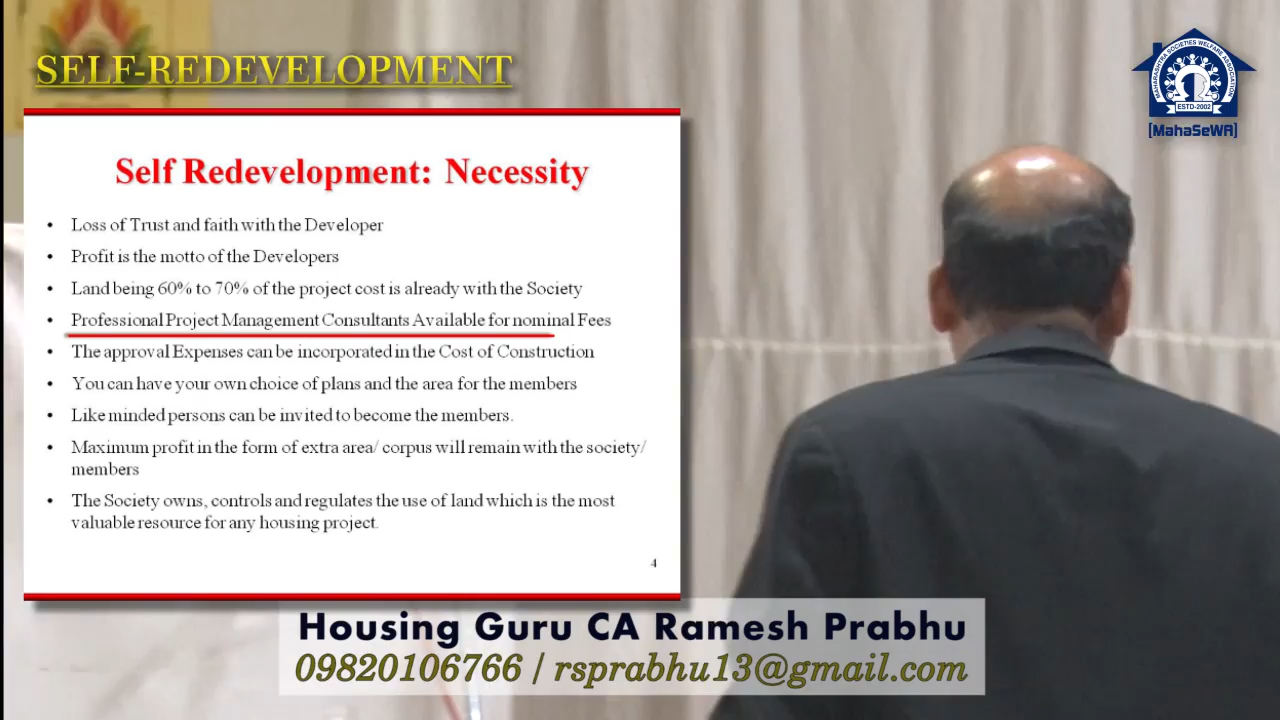 SELF-REDEVELOPMENT
MAHARASHTRA SOCIETIES WELFARE ASSOCIATION
ESTD-2002
[MahaSeWA]
Self Redevelopment: Necessity
• Loss of Trust and faith with the Developer
• Profit is the motto of the Developers
• Land being 60% to 70% of the project cost is already with the Society
• Professional Project Management Consultants Available for nominal Fees
• The approval Expenses can be incorporated in the Cost of Construction
• You can have your own choice of plans and the area for the members
• Like minded persons can be invited to become the members.
• Maximum profit in the form of extra area/ corpus will remain with the society/
members
• The Society owns, controls and regulates the use of land which is the most
valuable resource for any housing project.
4
Housing Guru CA Ramesh Prabhu
09820106766 / rsprabhu13@gmail.com